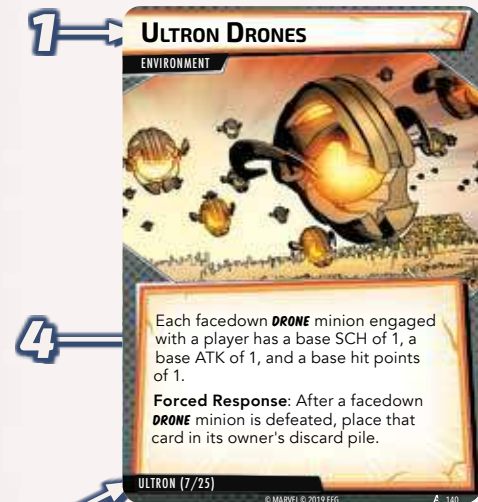 1
ULTRON DRONES
ENVIRONMENT
4
Each facedown DRONE minion engaged
with a player has a base SCH of 1, a
base ATK of 1, and a base hit points
of 1.
Forced Response: After a facedown
DRONE minion is defeated, place that
card in its owner's discard pile.
ULTRON (7/25)
© MARVEL © 2019 FFG
140